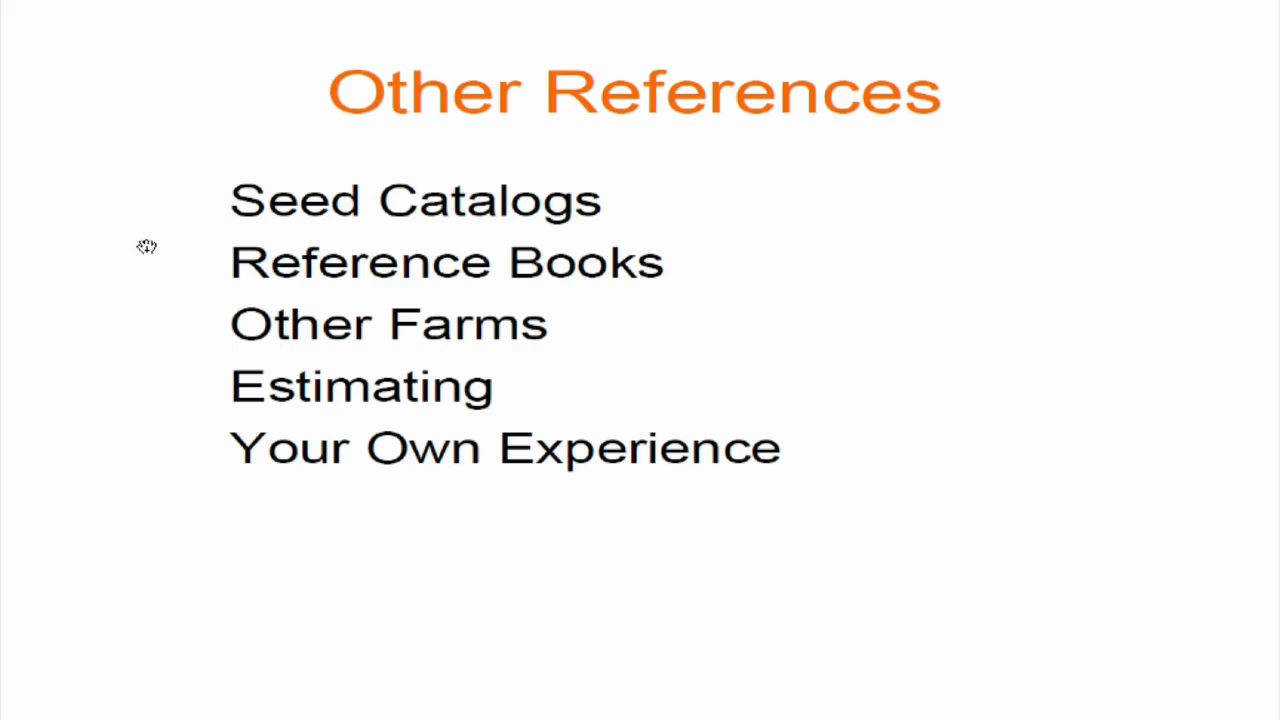 Other References
Seed Catalogs
Reference Books
Other Farms
Estimating
Your Own Experience